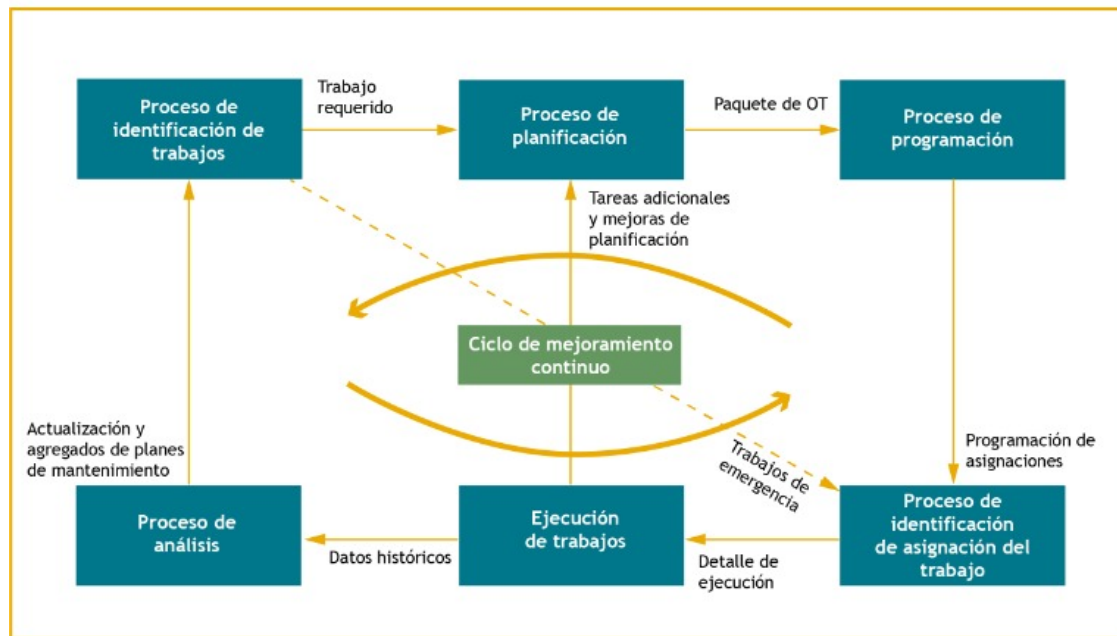 Proceso de
identificación de
trabajos
Trabajo
requerido
Proceso de
planificación
Paquete de OT
Proceso de
programación
Tareas adicionales
y mejoras de
planificación
Ciclo de mejoramiento
continuo
Actualización y
agregados de planes
de mantenimiento
Trabajos de
emergencia
Programación de
asignaciones
Proceso de
análisis
Datos históricos
Ejecución
de trabajos
Detalle de
ejecución
Proceso de
identificación
de asignación del
trabajo